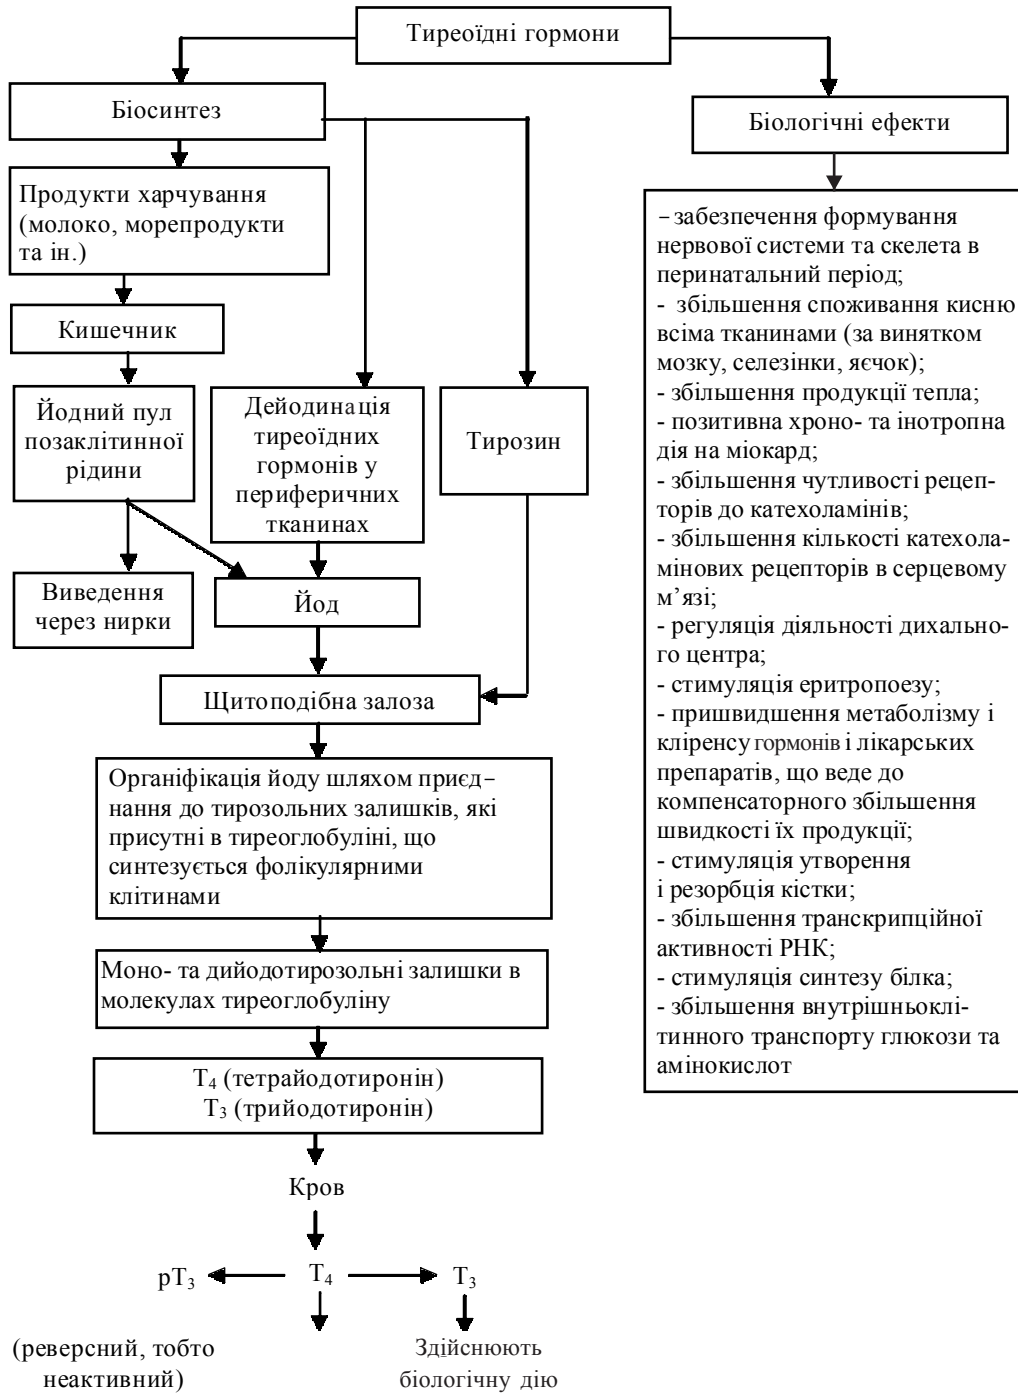 Тиреоїдні гормони
Біосинтез
Продукти харчування
(молоко, морепродукти
та ін.)
Кишечник
Йодний пул
позаклітинної
рідини
Виведення
через нирки
Дейодинація
тиреоїдних
гормонів у
периферичних
тканинах
Тирозин
Йод
Щитоподібна залоза
Органіфікація йоду шляхом приєд–
нання до тирозольних залишків, які
присутні в тиреоглобуліні, що
синтезується фолікулярними
клітинами
Моно- та дийодотирозольні залишки в
молекулах тиреоглобуліну
Т₄ (тетрайодотиронін)
Т₃ (трийодотиронін)
Кров
рТ₃ Т₄ Т₃
(реверсний, тобто
неактивний)
Здійснюють
біологічну дію
Біологічні ефекти
– забезпечення формування
нервової системи та скелета в
перинатальний період;
- збільшення споживання кисню
всіма тканинами (за винятком
мозку, селезінки, яєчок);
- збільшення продукції тепла;
- позитивна хроно- та інотропна
дія на міокард;
- збільшення чутливості рецеп-
торів до катехоламінів;
- збільшення кількості катехола-
мінових рецепторів в серцевому
м’язі;
- регуляція діяльності дихально-
го центра;
- стимуляція еритропоезу;
- пришвидшення метаболізму і
кліренсу гормонів і лікарських
препаратів, що веде до
компенсаторного збільшення
швидкості їх продукції;
- стимуляція утворення
і резорбція кістки;
- збільшення транскрипційної
активності РНК;
- стимуляція синтезу білка;
- збільшення внутрішньоклі-
тинного транспорту глюкози та
амінокислот